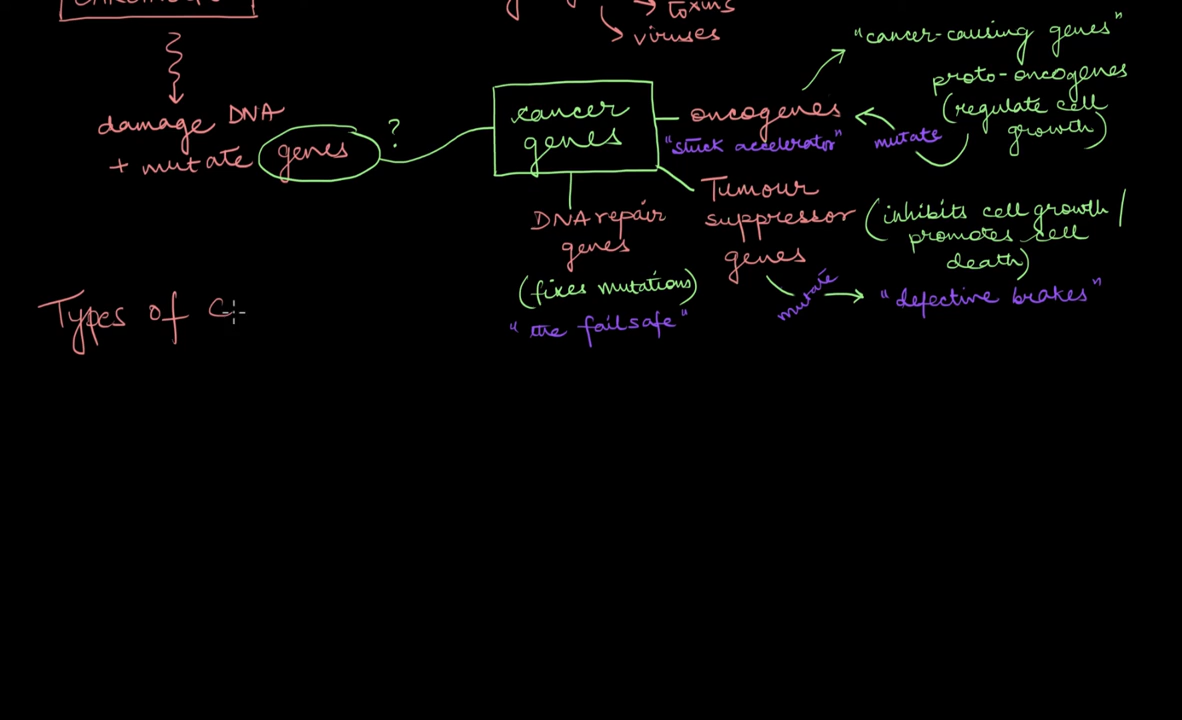 toxins
viruses
"cancer-causing genes"
proto-oncogenes
(regulate cell
growth)
mutate
damage DNA
+ mutate genes
?
cancer
genes
oncogenes
"stuck accelerator"
Tumour
suppressor
genes
(inhibits cell growth/
promotes cell
death)
mutate
"defective brakes"
DNA repair
genes
(fixes mutations)
"the failsafe"
Types of C